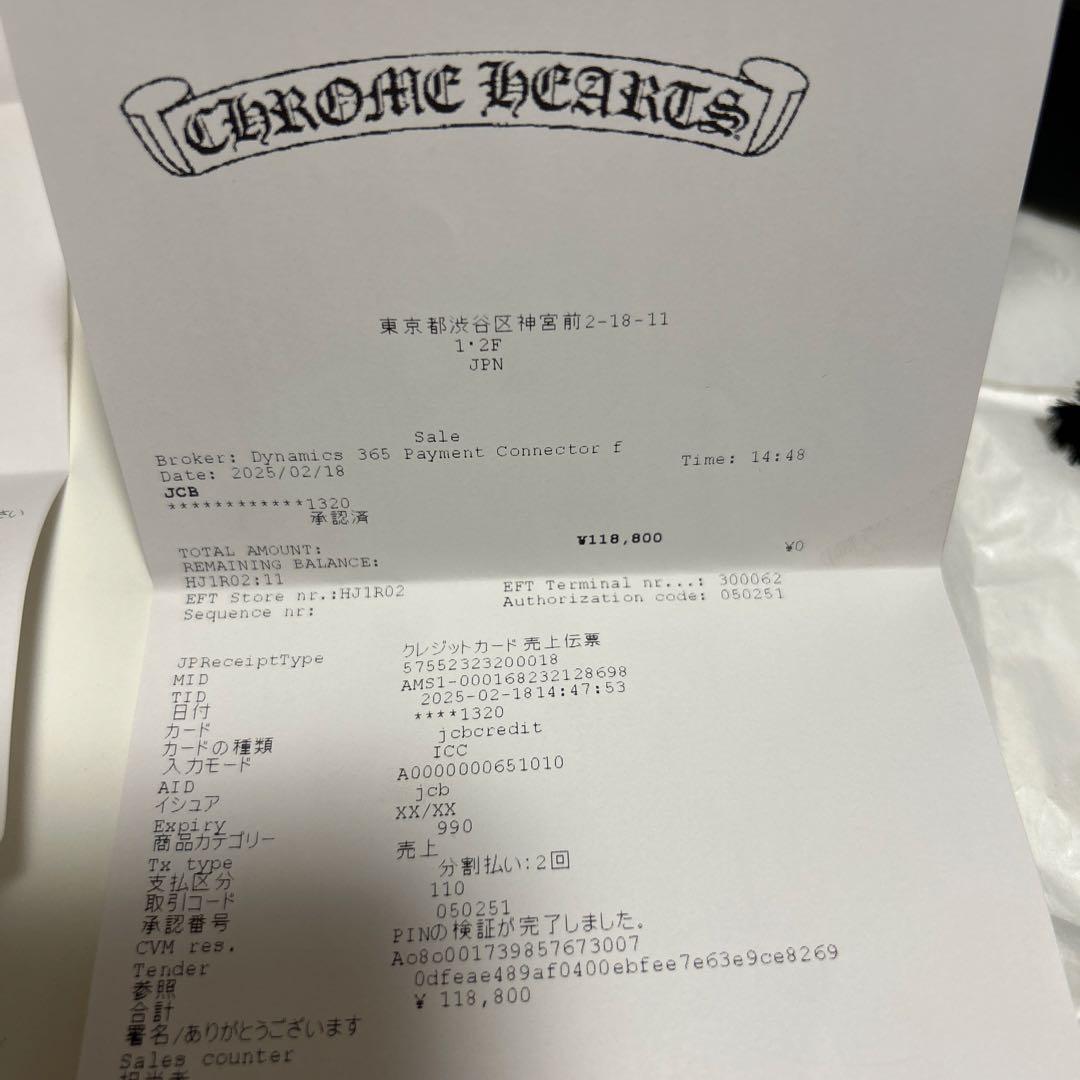 CHROME HEARTS
東京都渋谷区神宮前2-18-11
1・2F
JPN
Sale
Broker: Dynamics 365 Payment Connector f
Date: 2025/02/18 Time: 14:48
JCB
************1320
承認済
TOTAL AMOUNT: ¥118,800
REMAINING BALANCE: ¥0
HJ1R02:11
EFT Store nr.:HJ1R02 EFT Terminal nr...: 300062
Sequence nr: Authorization code: 050251
JPReceiptType クレジットカード売上伝票
MID 57552323200018
TID AMS1-000168232128698
日付 2025-02-1814:47:53
カード ****1320
カードの種類 jcbcredit
入力モード ICC
AID A0000000651010
イシュア jcb
Expiry XX/XX
商品カテゴリー 990
Tx type 売上
支払区分 分割払い:2回
取引コード 110
承認番号 050251
CVM res. PINの検証が完了しました。
Tender Ao8o001739857673007
参照 0dfeae489af0400ebfee7e63e9ce8269
合計 ¥ 118,800
署名/ありがとうございます
Sales counter
担当者
さい